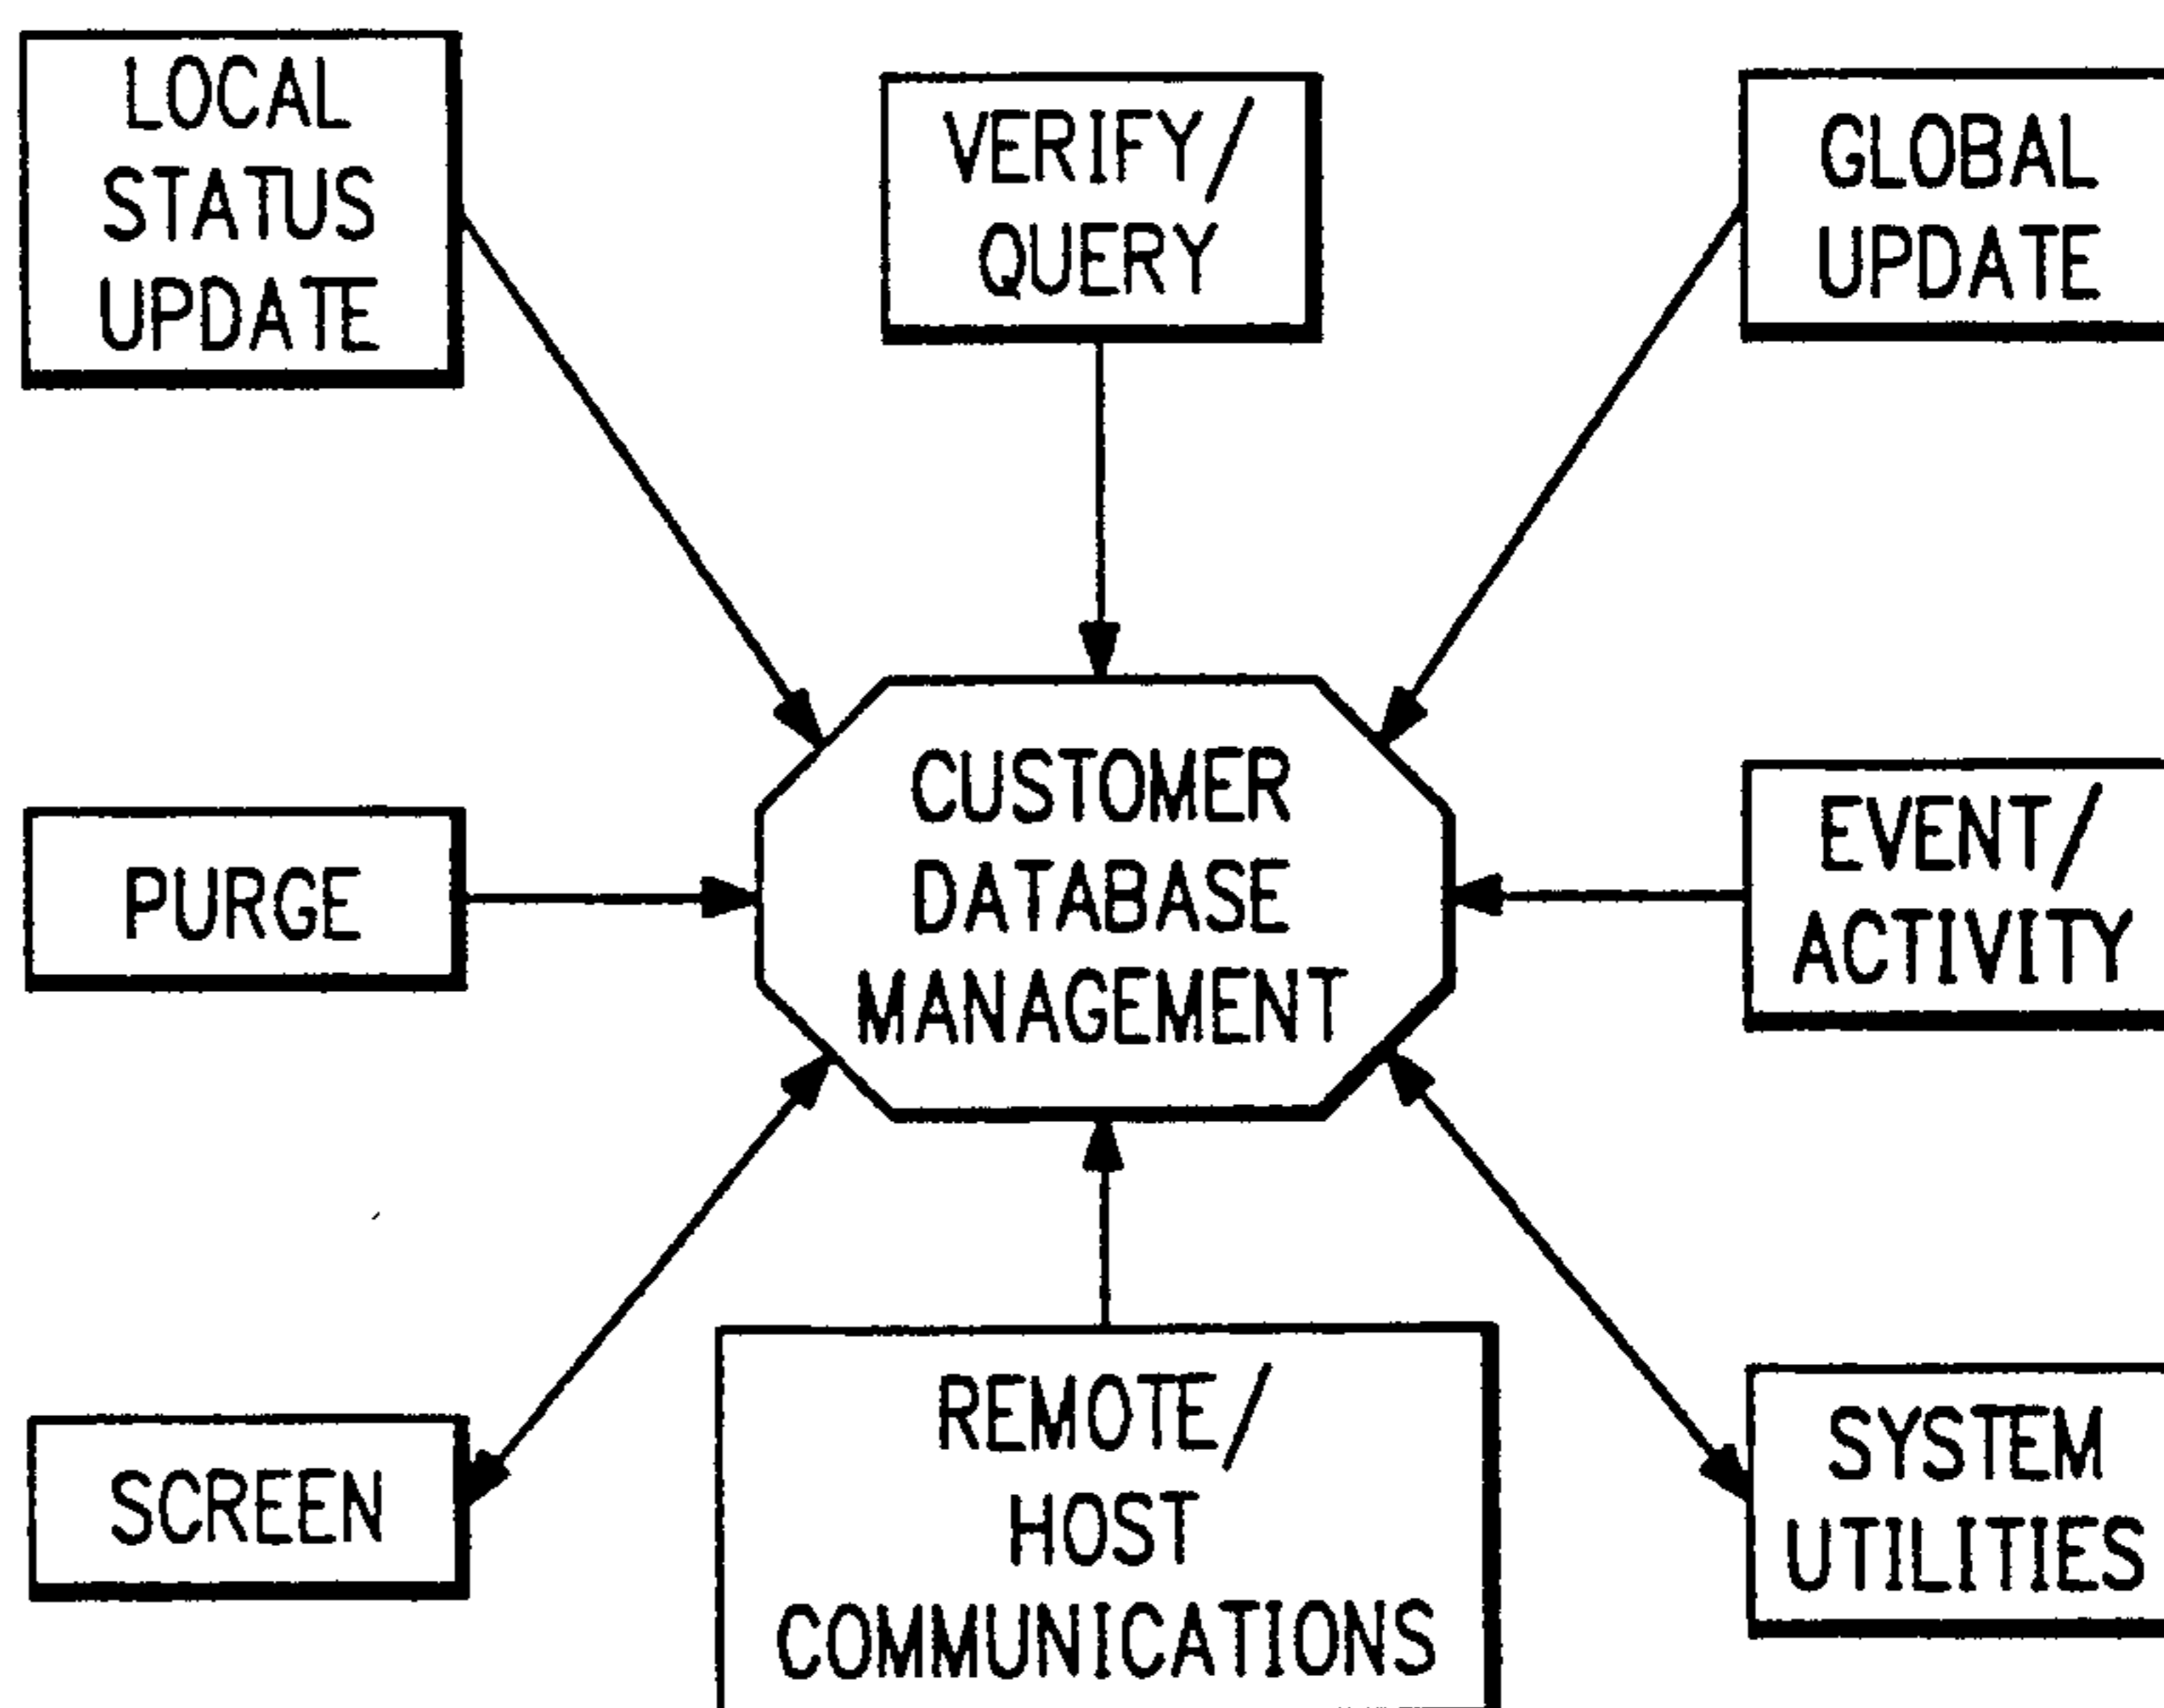 LOCAL
STATUS
UPDATE
VERIFY/
QUERY
GLOBAL
UPDATE
PURGE
CUSTOMER
DATABASE
MANAGEMENT
EVENT/
ACTIVITY
SCREEN
REMOTE/
HOST
COMMUNICATIONS
SYSTEM
UTILITIES